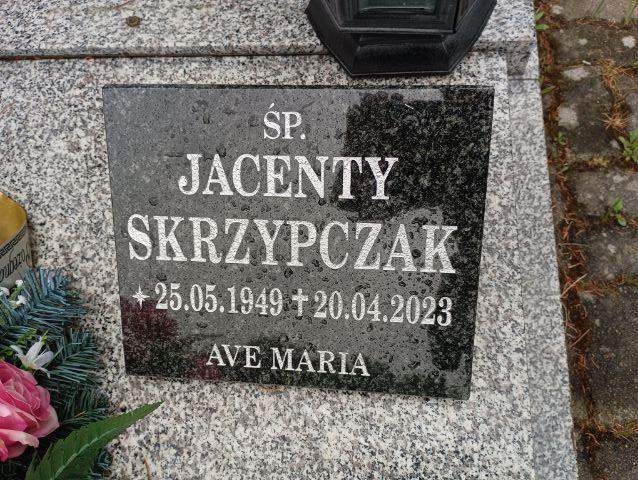 ŚP.
JACENTY
SKRZYPCZAK
✶ 25.05.1949 ✝ 20.04.2023
AVE MARIA